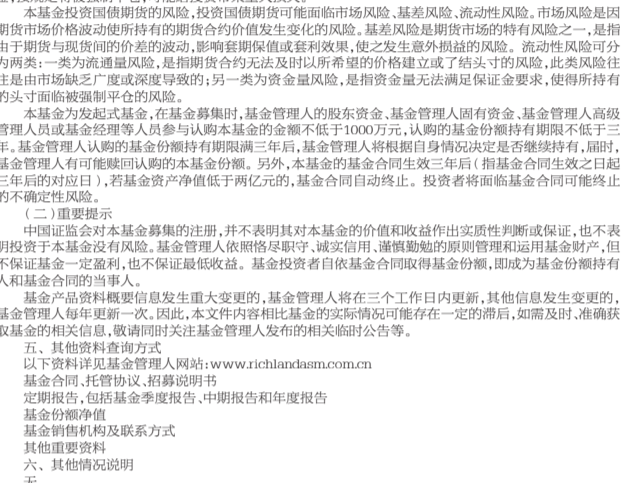 本基金投资国债期货的风险,投资国债期货可能面临市场风险、基差风险、流动性风险。市场风险是因
期货市场价格波动使所持有的期货合约价值发生变化的风险。基差风险是期货市场的特有风险之一,是指
由于期货与现货间的价差的波动,影响套期保值或套利效果,使之发生意外损益的风险。 流动性风险可分
为两类:一类为流通量风险,是指期货合约无法及时以所希望的价格建立或了结头寸的风险,此类风险往
往是由市场缺乏广度或深度导致的;另一类为资金量风险,是指资金量无法满足保证金要求,使得所持有
的头寸面临被强制平仓的风险。
本基金为发起式基金,在基金募集时,基金管理人的股东资金、基金管理人固有资金、基金管理人高级
管理人员或基金经理等人员参与认购本基金的金额不低于1000万元,认购的基金份额持有期限不低于三
年。基金管理人认购的基金份额持有期限满三年后,基金管理人将根据自身情况决定是否继续持有,届时,
基金管理人有可能赎回认购的本基金份额。另外,本基金的基金合同生效三年后(指基金合同生效之日起
三年后的对应日),若基金资产净值低于两亿元的,基金合同自动终止。投资者将面临基金合同可能终止
的不确定性风险。
(二)重要提示
中国证监会对本基金募集的注册,并不表明其对本基金的价值和收益作出实质性判断或保证,也不表
明投资于本基金没有风险。基金管理人依照恪尽职守、诚实信用、谨慎勤勉的原则管理和运用基金财产,但
不保证基金一定盈利,也不保证最低收益。 基金投资者自依基金合同取得基金份额,即成为基金份额持有
人和基金合同的当事人。
基金产品资料概要信息发生重大变更的,基金管理人将在三个工作日内更新,其他信息发生变更的,
基金管理人每年更新一次。因此,本文件内容相比基金的实际情况可能存在一定的滞后,如需及时、准确获
取基金的相关信息,敬请同时关注基金管理人发布的相关临时公告等。
五、其他资料查询方式
以下资料详见基金管理人网站:www.richlandasm.com.cn
基金合同、托管协议、招募说明书
定期报告,包括基金季度报告、中期报告和年度报告
基金份额净值
基金销售机构及联系方式
其他重要资料
六、其他情况说明
无